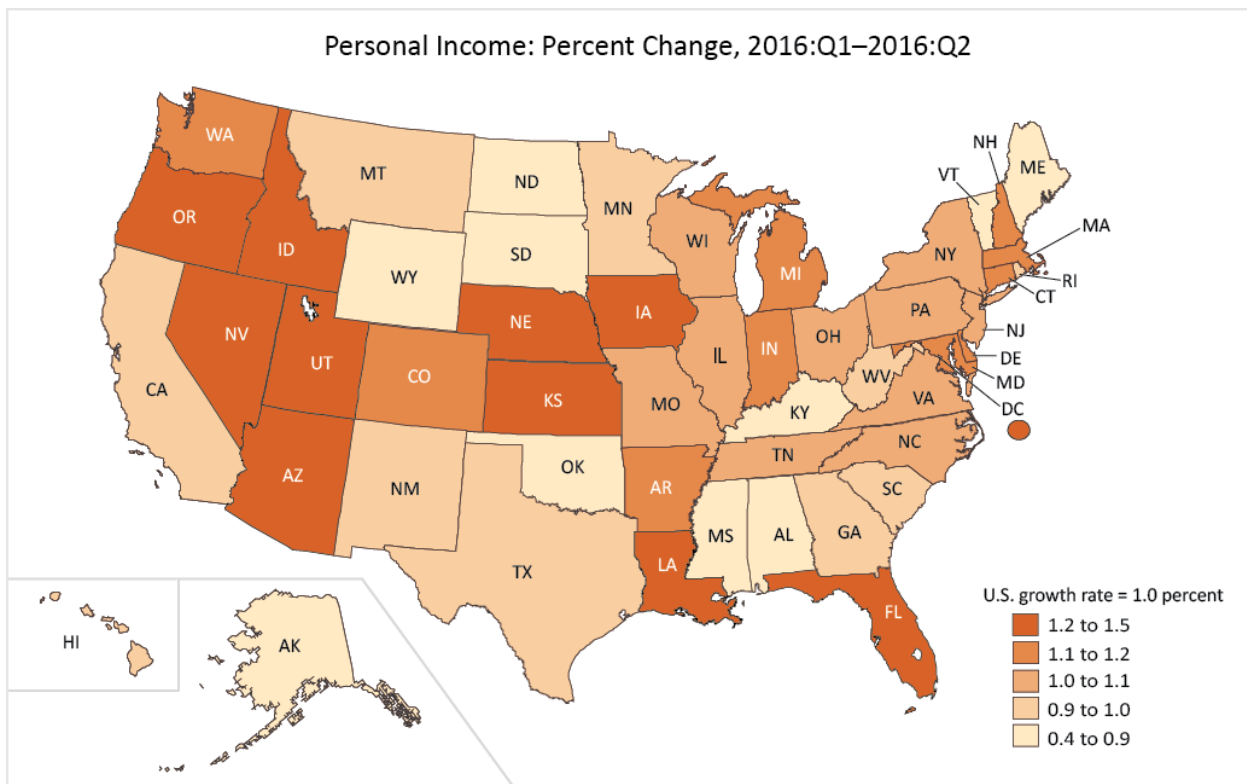 Personal Income: Percent Change, 2016:Q1–2016:Q2
WA
MT
ND
MN
OR
ID
WY
SD
WI
MI
NY
VT
NH
ME
MA
RI
CT
NV
UT
CO
NE
IA
IL
IN
OH
PA
NJ
DE
MD
DC
CA
KS
MO
KY
WV
VA
AZ
NM
OK
AR
TN
NC
SC
TX
LA
MS
AL
GA
FL
HI
AK
U.S. growth rate = 1.0 percent
1.2 to 1.5
1.1 to 1.2
1.0 to 1.1
0.9 to 1.0
0.4 to 0.9